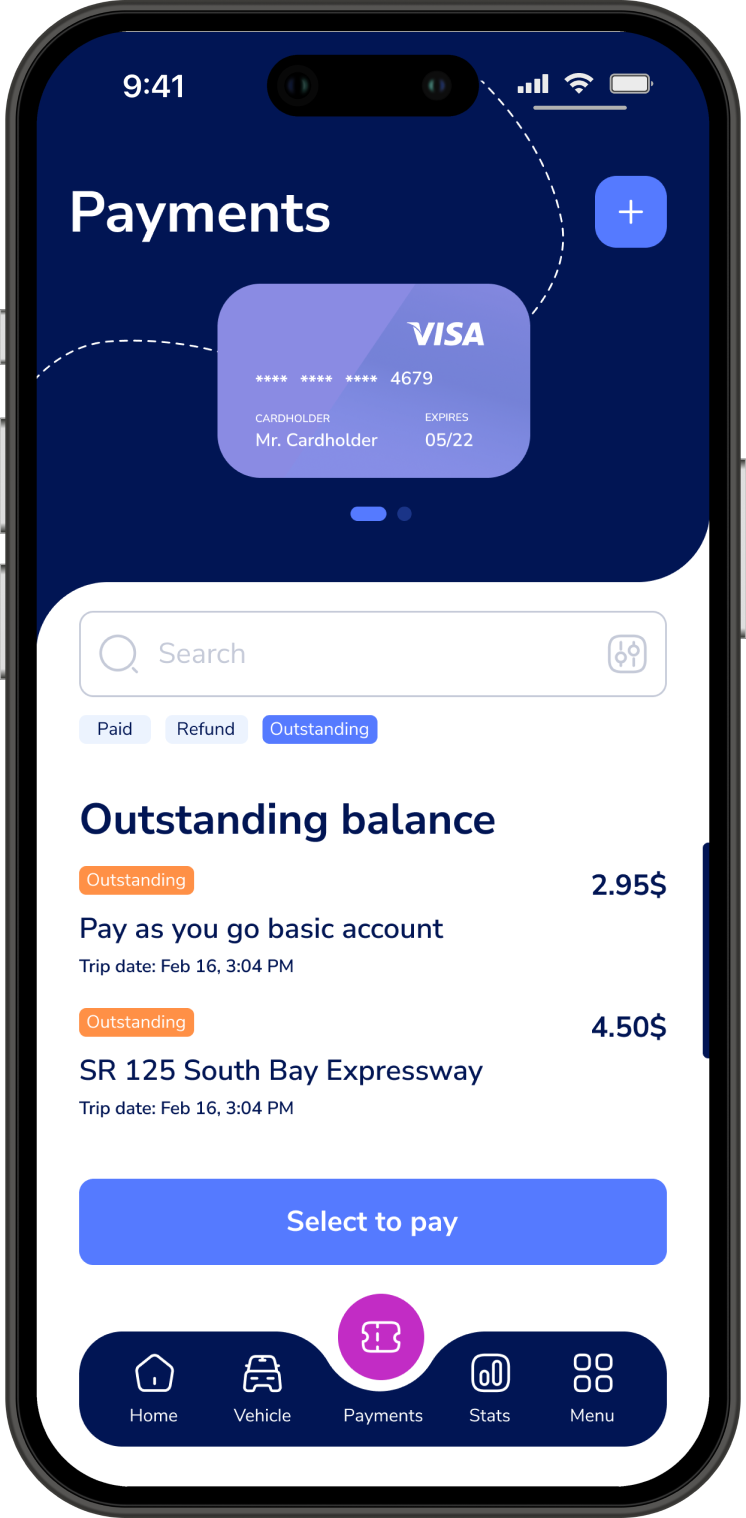 9:41
Payments
+
VISA
**** **** **** 4679
CARDHOLDER EXPIRES
Mr. Cardholder 05/22
Search
Paid Refund Outstanding
Outstanding balance
Outstanding 2.95$
Pay as you go basic account
Trip date: Feb 16, 3:04 PM
Outstanding 4.50$
SR 125 South Bay Expressway
Trip date: Feb 16, 3:04 PM
Select to pay
Home Vehicle Payments Stats Menu